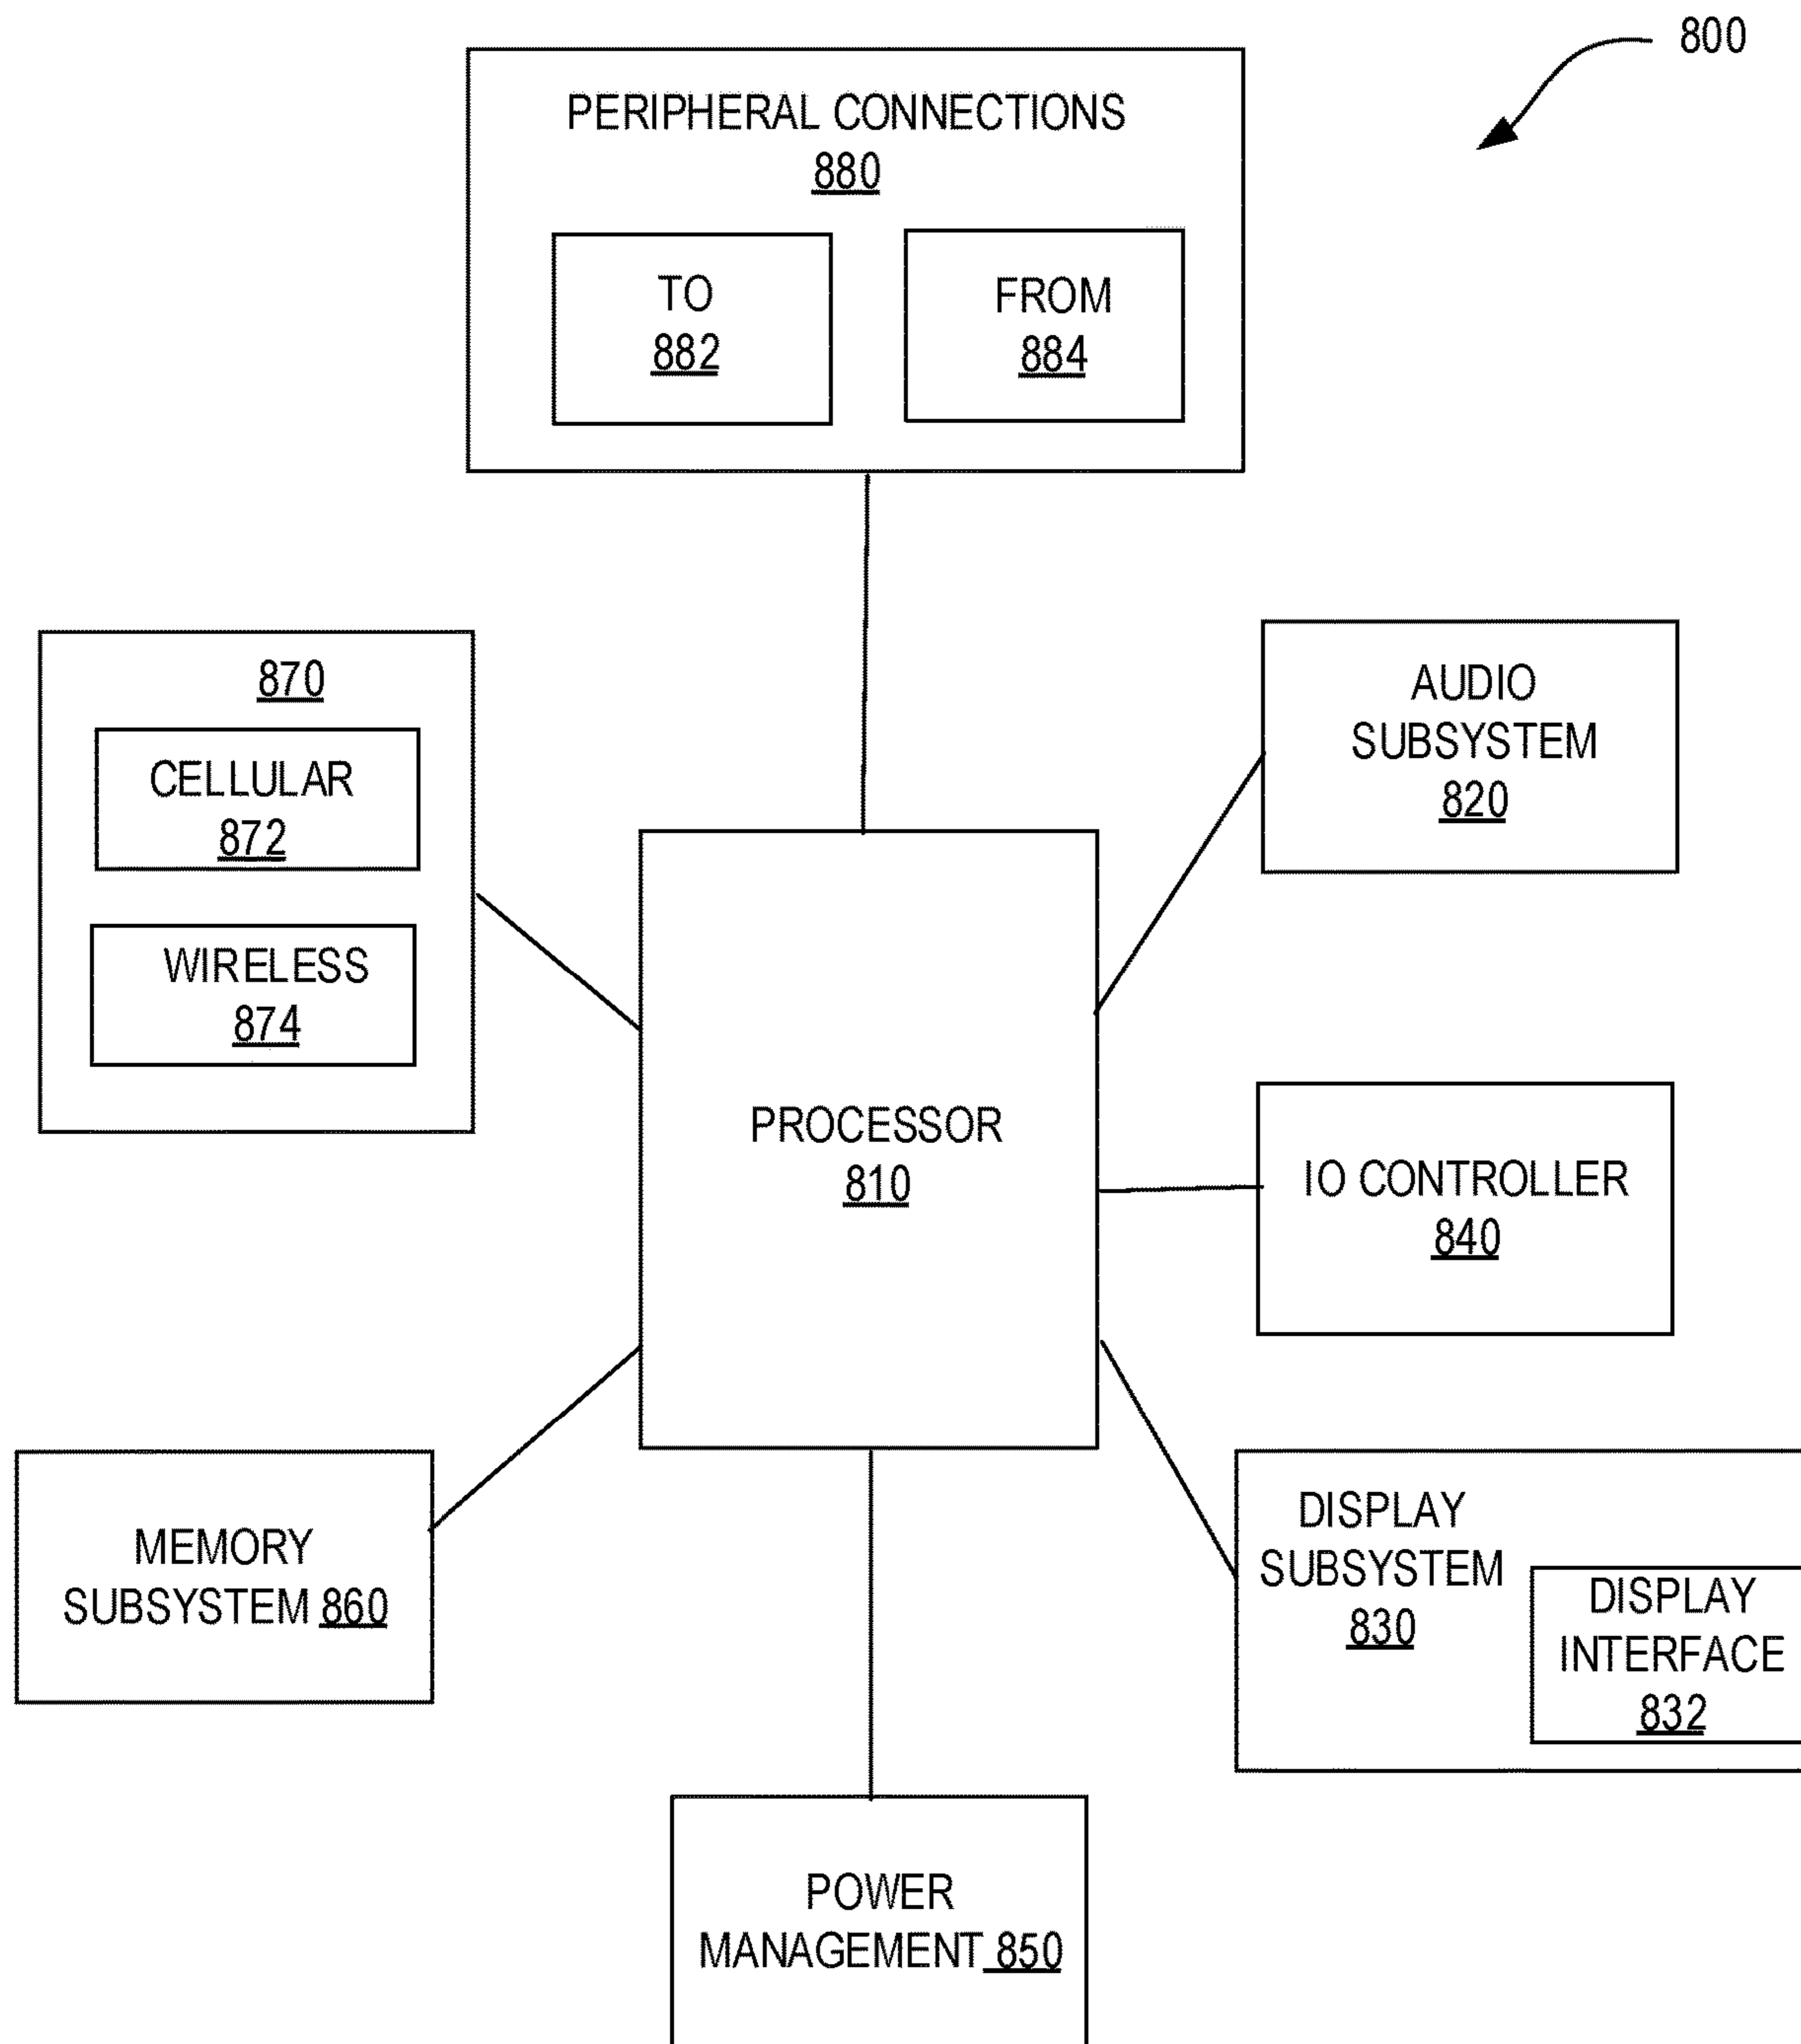 800
PERIPHERAL CONNECTIONS
880
TO
882
FROM
884
870
CELLULAR
872
WIRELESS
874
AUDIO
SUBSYSTEM
820
PROCESSOR
810
IO CONTROLLER
840
MEMORY
SUBSYSTEM 860
DISPLAY
SUBSYSTEM
830
DISPLAY
INTERFACE
832
POWER
MANAGEMENT 850